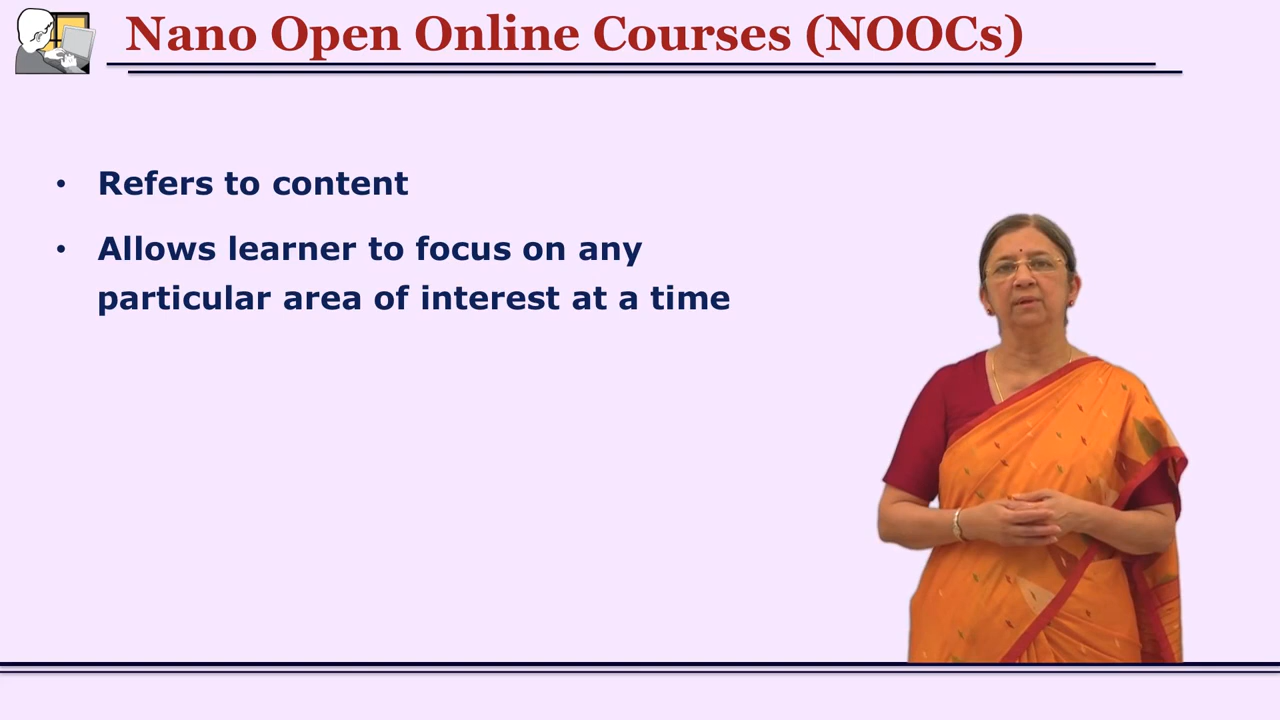 Nano Open Online Courses (NOOCs)
• Refers to content
• Allows learner to focus on any
particular area of interest at a time